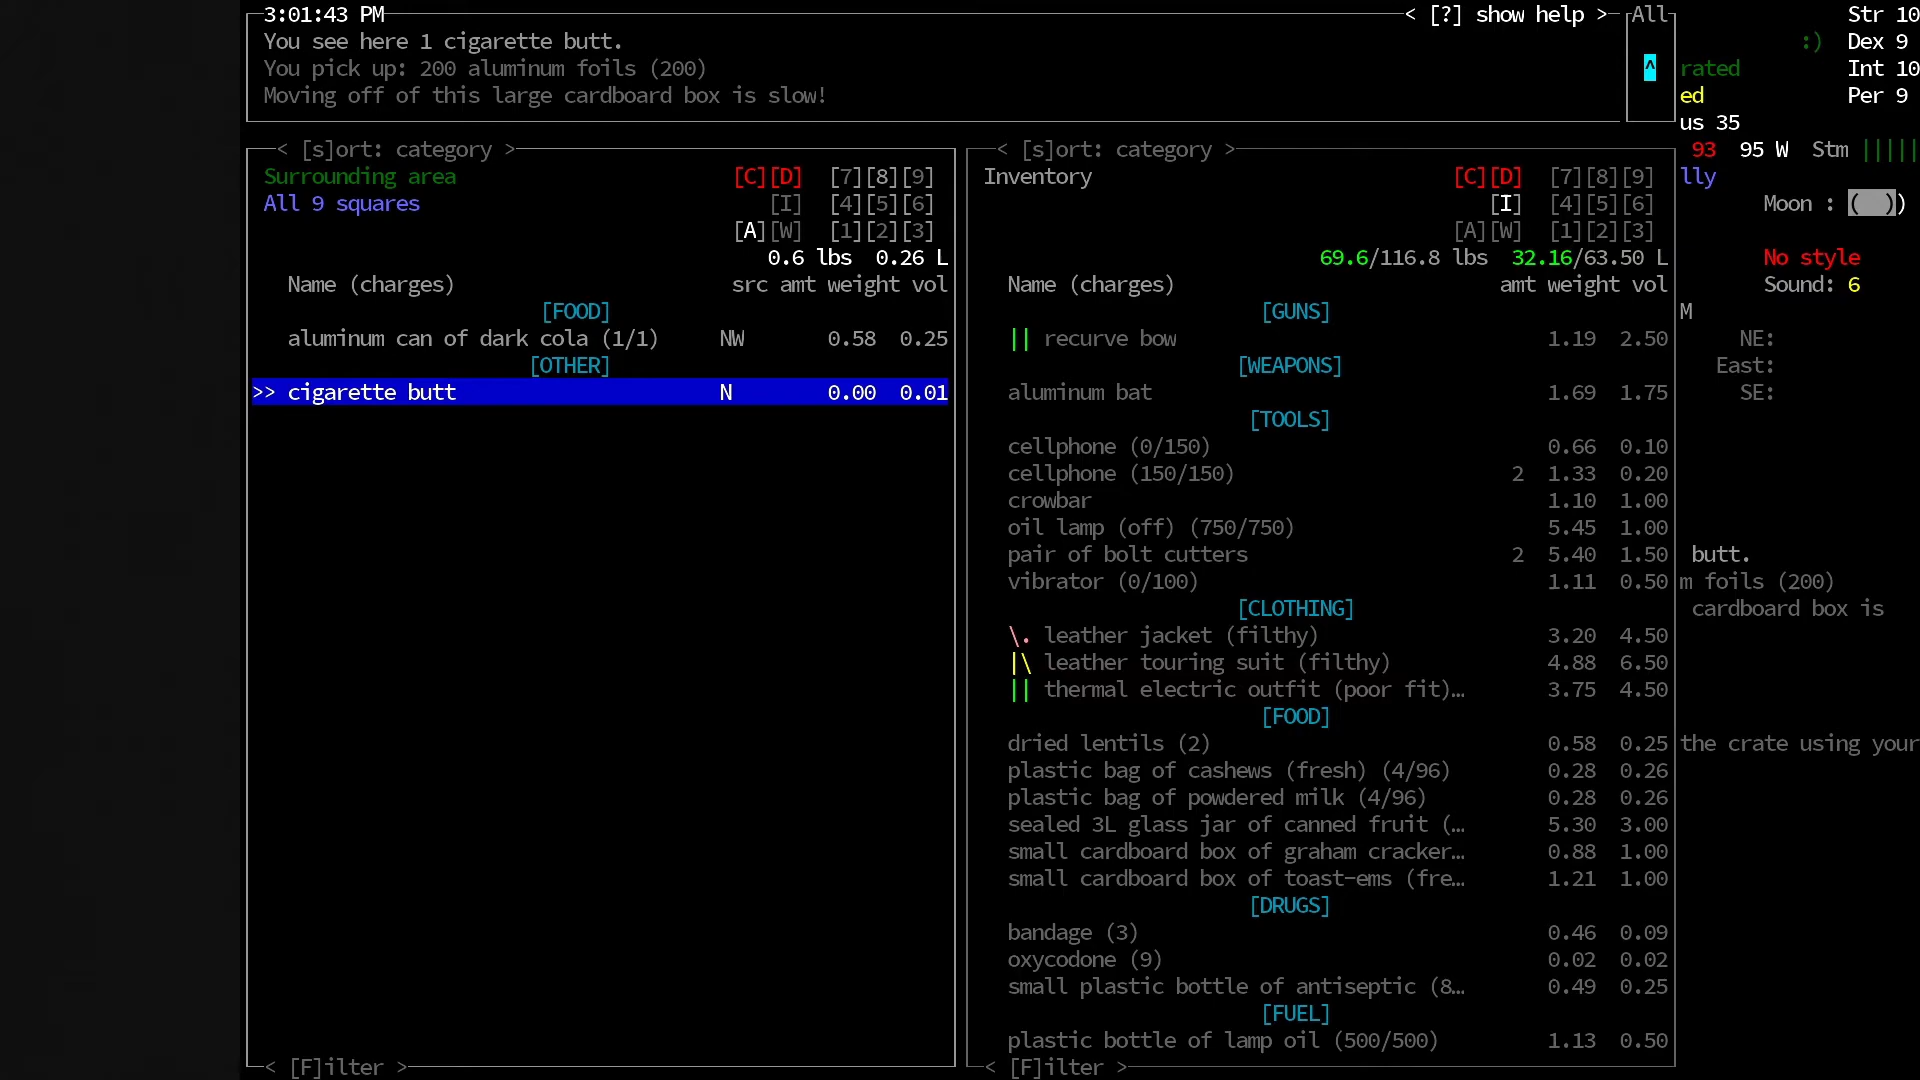 3:01:43 PM < [?] show help > All Str 10
You see here 1 cigarette butt. :) Dex 9
You pick up: 200 aluminum foils (200) ^ rated Int 10
Moving off of this large cardboard box is slow! ed Per 9
us 35
< [s]ort: category > < [s]ort: category > 93 95 W Stm |||||
Surrounding area [C][D] [7][8][9] Inventory [C][D] [7][8][9] lly
All 9 squares [I] [4][5][6] [I] [4][5][6] Moon : ( ))
[A][W] [1][2][3] [A][W] [1][2][3]
0.6 lbs 0.26 L 69.6/116.8 lbs 32.16/63.50 L No style
Name (charges) src amt weight vol Name (charges) amt weight vol Sound: 6
[FOOD] [GUNS] M
aluminum can of dark cola (1/1) NW 0.58 0.25 || recurve bow 1.19 2.50 NE:
[OTHER] [WEAPONS] East:
>> cigarette butt N 0.00 0.01 aluminum bat 1.69 1.75 SE:
[TOOLS]
cellphone (0/150) 0.66 0.10
cellphone (150/150) 2 1.33 0.20
crowbar 1.10 1.00
oil lamp (off) (750/750) 5.45 1.00
pair of bolt cutters 2 5.40 1.50 butt.
vibrator (0/100) 1.11 0.50 m foils (200)
[CLOTHING] cardboard box is
\. leather jacket (filthy) 3.20 4.50
|\ leather touring suit (filthy) 4.88 6.50
|| thermal electric outfit (poor fit)… 3.75 4.50
[FOOD]
dried lentils (2) 0.58 0.25 the crate using your
plastic bag of cashews (fresh) (4/96) 0.28 0.26
plastic bag of powdered milk (4/96) 0.28 0.26
sealed 3L glass jar of canned fruit (… 5.30 3.00
small cardboard box of graham cracker… 0.88 1.00
small cardboard box of toast-ems (fre… 1.21 1.00
[DRUGS]
bandage (3) 0.46 0.09
oxycodone (9) 0.02 0.02
small plastic bottle of antiseptic (8… 0.49 0.25
[FUEL]
plastic bottle of lamp oil (500/500) 1.13 0.50
< [F]ilter > < [F]ilter >